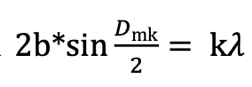 2b*sin D_mk/2 = kλ